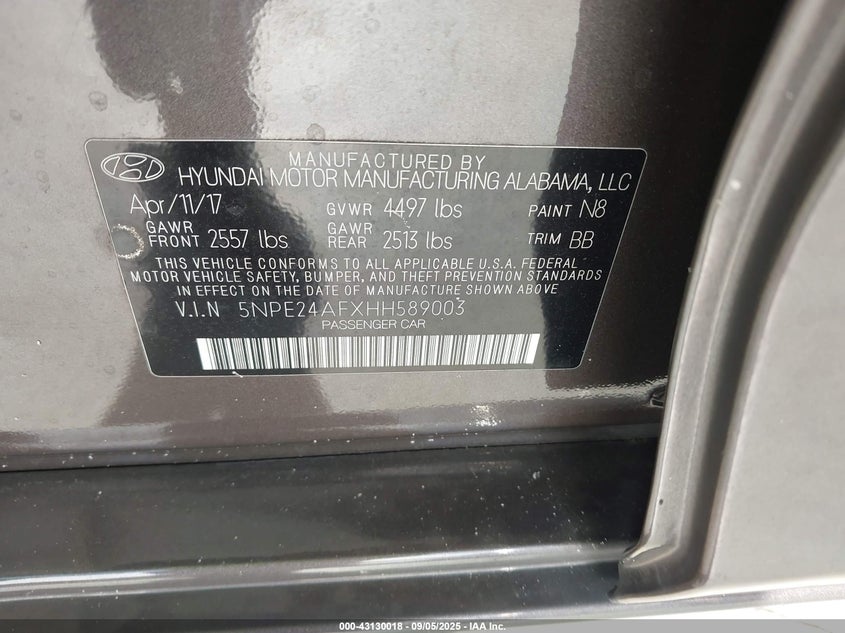 MANUFACTURED BY
HYUNDAI MOTOR MANUFACTURING ALABAMA, LLC
Apr/11/17 GVWR 4497 lbs PAINT N8
GAWR FRONT 2557 lbs GAWR REAR 2513 lbs TRIM BB
THIS VEHICLE CONFORMS TO ALL APPLICABLE U.S.A. FEDERAL
MOTOR VEHICLE SAFETY, BUMPER, AND THEFT PREVENTION STANDARDS
IN EFFECT ON THE DATE OF MANUFACTURE SHOWN ABOVE
V.I.N 5NPE24AFXHH589003
PASSENGER CAR
000-43130018 - 09/05/2025 - IAA Inc.